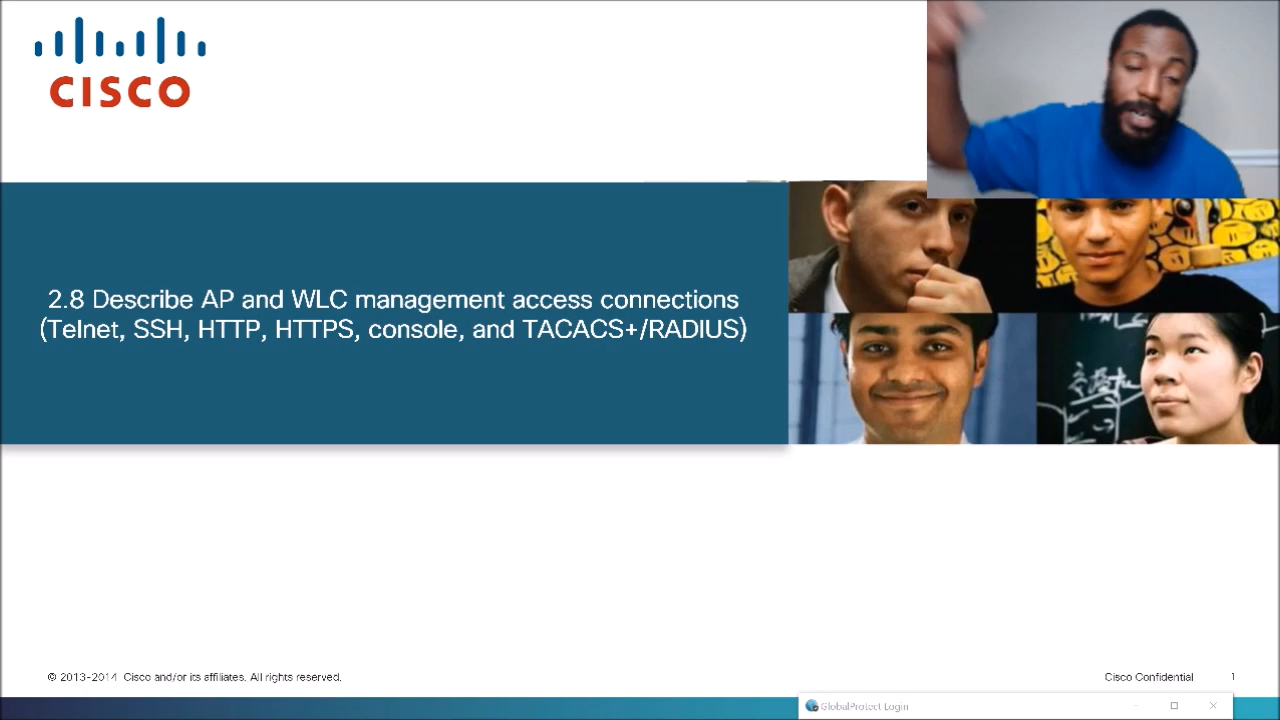 CISCO
2.8 Describe AP and WLC management access connections
(Telnet, SSH, HTTP, HTTPS, console, and TACACS+/RADIUS)
© 2013-2014 Cisco and/or its affiliates. All rights reserved.
Cisco Confidential
1
GlobalProtect Login